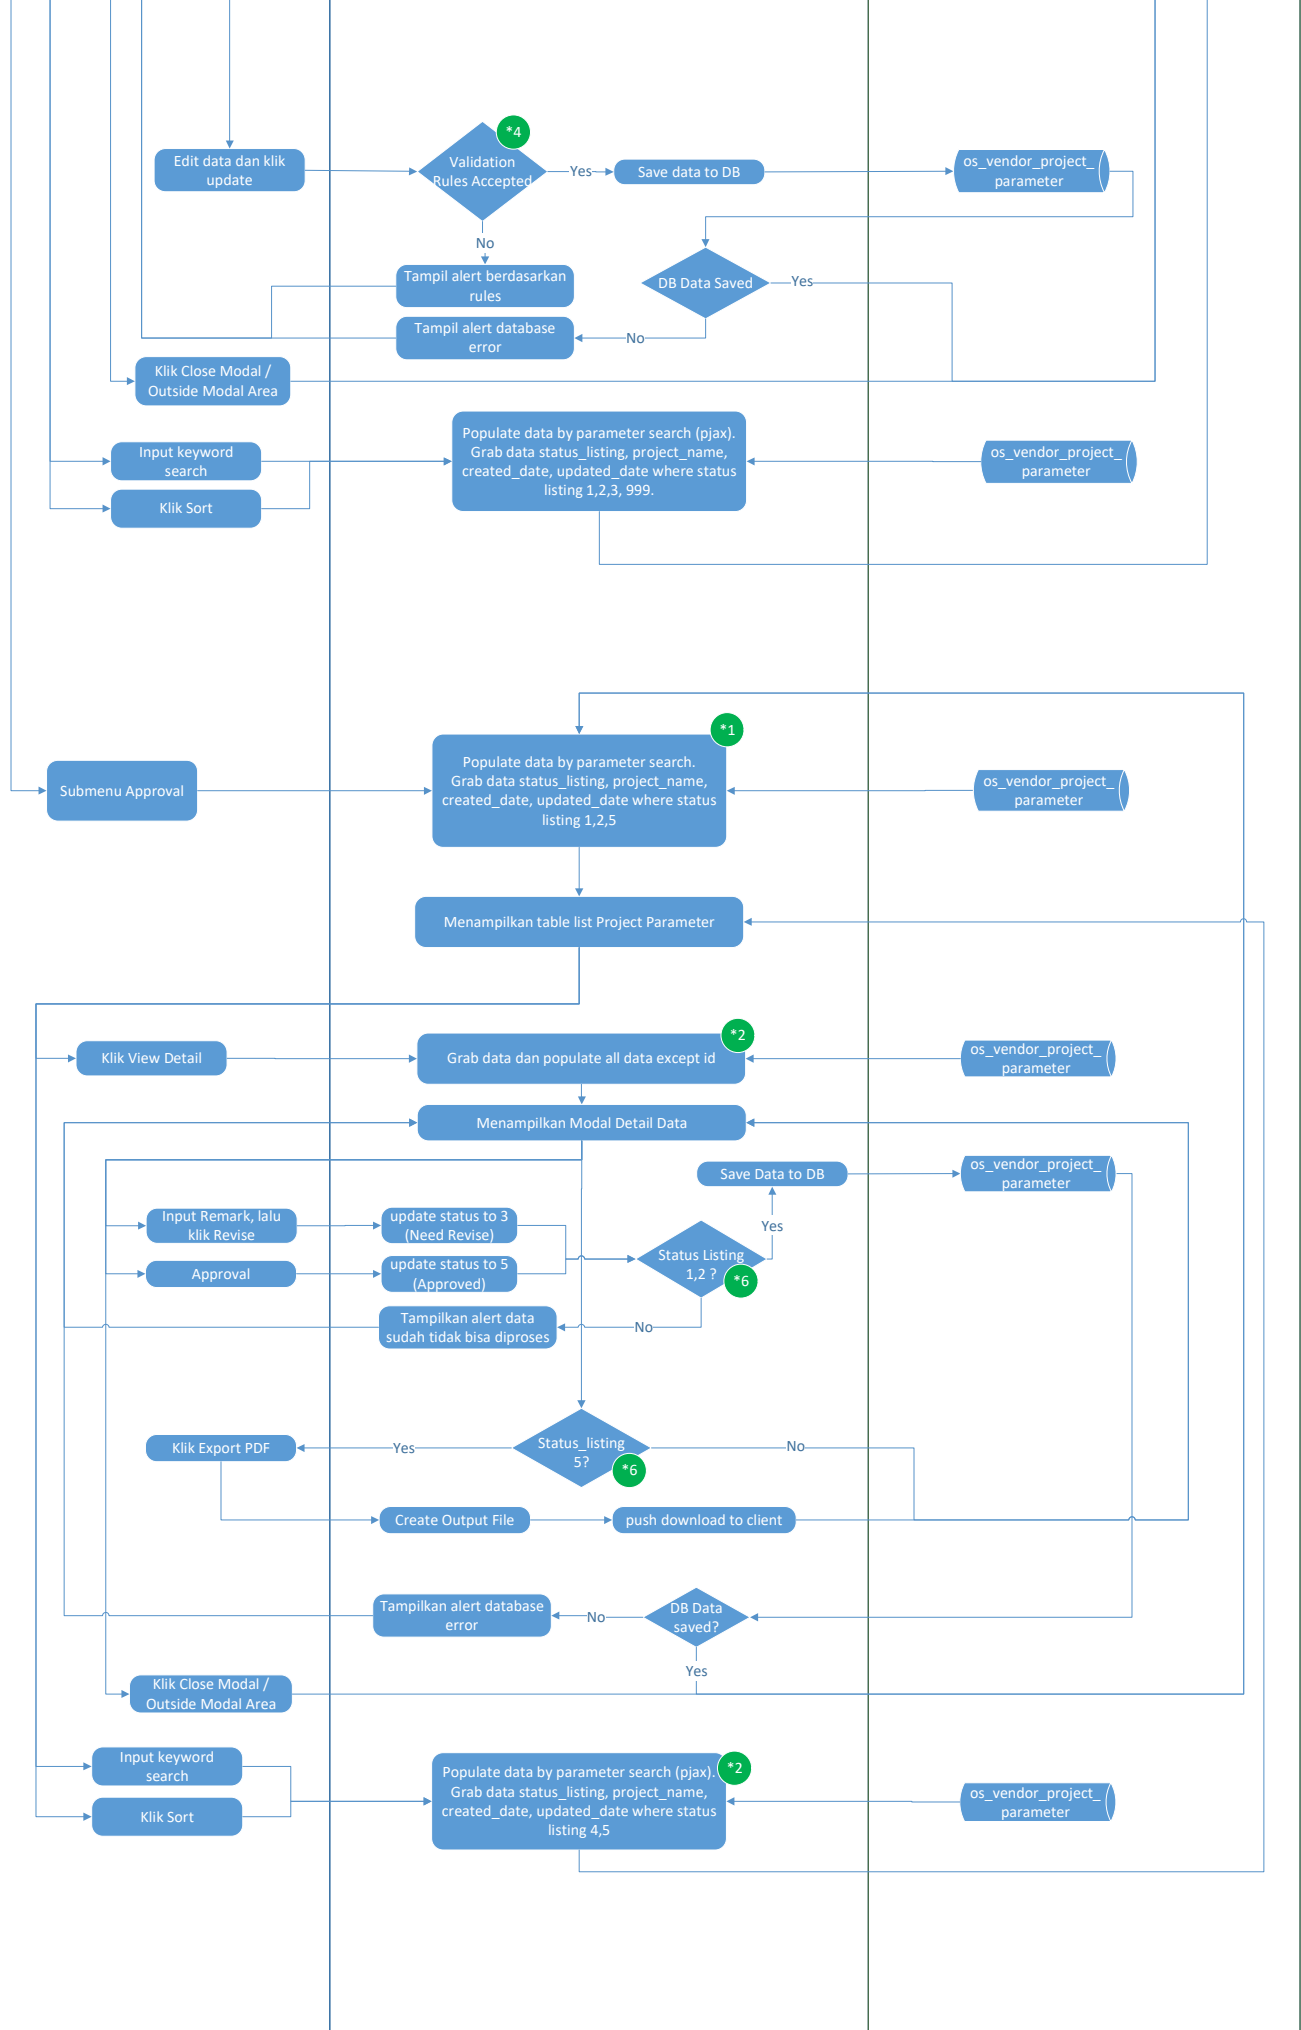 *4
Edit data dan klik
update
Validation
Rules Accepted
Yes
Save data to DB
os_vendor_project_
parameter
No
Tampil alert berdasarkan
rules
DB Data Saved
Yes
Tampil alert database
error
No
Klik Close Modal /
Outside Modal Area
Input keyword
search
Klik Sort
Populate data by parameter search (pjax).
Grab data status_listing, project_name,
created_date, updated_date where status
listing 1,2,3, 999.
os_vendor_project_
parameter
*1
Submenu Approval
Populate data by parameter search.
Grab data status_listing, project_name,
created_date, updated_date where status
listing 1,2,5
os_vendor_project_
parameter
Menampilkan table list Project Parameter
*2
Klik View Detail
Grab data dan populate all data except id
os_vendor_project_
parameter
Menampilkan Modal Detail Data
Save Data to DB
os_vendor_project_
parameter
Yes
Input Remark, lalu
klik Revise
update status to 3
(Need Revise)
Approval
update status to 5
(Approved)
Status Listing
1,2 ?
*6
Tampilkan alert data
sudah tidak bisa diproses
No
Klik Export PDF
Yes
Status_listing
5?
*6
No
Create Output File
push download to client
Tampilkan alert database
error
No
DB Data
saved?
Yes
Klik Close Modal /
Outside Modal Area
Input keyword
search
Klik Sort
*2
Populate data by parameter search (pjax).
Grab data status_listing, project_name,
created_date, updated_date where status
listing 4,5
os_vendor_project_
parameter